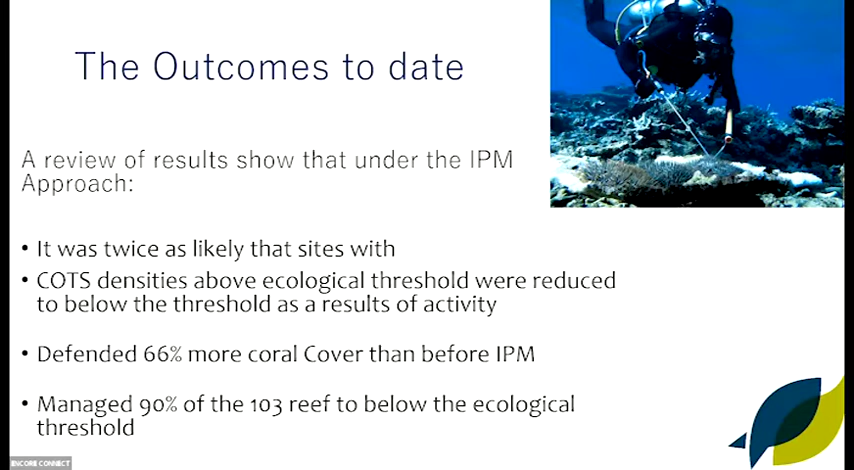 The Outcomes to date
A review of results show that under the IPM
Approach:
• It was twice as likely that sites with
• COTS densities above ecological threshold were reduced
to below the threshold as a results of activity
• Defended 66% more coral Cover than before IPM
• Managed 90% of the 103 reef to below the ecological
threshold
ENCORE CONNECT